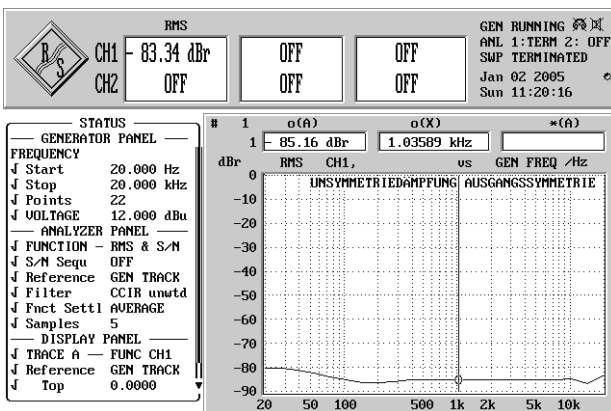 RMS
R S
CH1 - 83.34 dBr OFF OFF
CH2 OFF OFF OFF
GEN RUNNING
ANL 1:TERM 2: OFF
SWP TERMINATED
Jan 02 2005
Sun 11:20:16
STATUS
GENERATOR PANEL
FREQUENCY
Start 20.000 Hz
Stop 20.000 kHz
Points 22
VOLTAGE 12.000 dBu
ANALYZER PANEL
FUNCTION - RMS & S/N
S/N Sequ OFF
Reference GEN TRACK
Filter CCIR unwtd
Fnct Settl AVERAGE
Samples 5
DISPLAY PANEL
TRACE A — FUNC CH1
Reference GEN TRACK
Top 0.0000
# 1 o(A) o(X) *(A)
1 - 85.16 dBr 1.03589 kHz
dBr RMS CH1, vs GEN FREQ /Hz
UNSYMMETRIEDÄMPFUNG AUSGANGSSYMMETRIE
0
-10
-20
-30
-40
-50
-60
-70
-80
-90
20 50 100 500 1k 2k 5k 10k